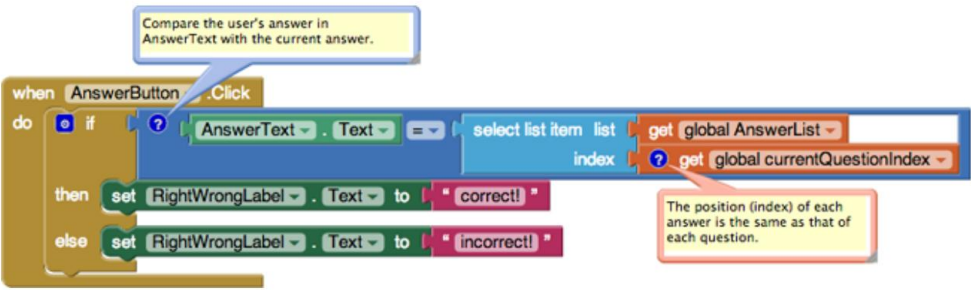 Compare the user's answer in
AnswerText with the current answer.
when AnswerButton .Click
do if ? AnswerText . Text = select list item list get global AnswerList
index ? get global currentQuestionIndex
then set RightWrongLabel . Text to " correct! "
The position (index) of each
answer is the same as that of
each question.
else set RightWrongLabel . Text to " incorrect! "